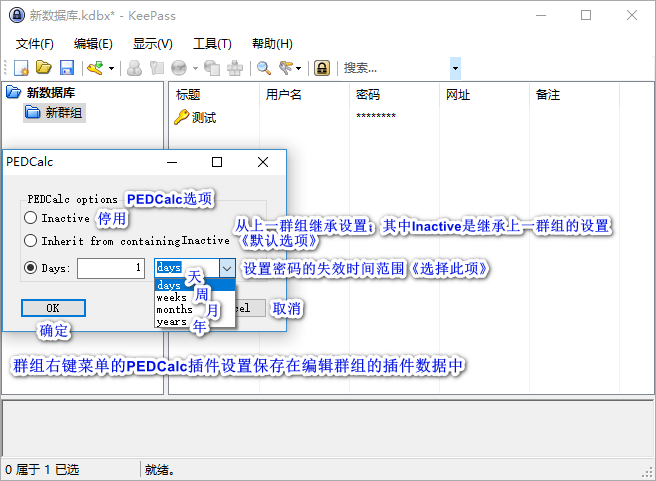 新数据库.kdbx* - KeePass
文件(F) 编辑(E) 显示(V) 工具(T) 帮助(H)
搜索...
新数据库
新群组
标题 用户名 密码 网址 备注
测试 ********
PEDCalc
PEDCalc options PEDCalc选项
Inactive 停用
Inherit from containing Inactive
从上一群组继承设置；其中Inactive是继承上一群组的设置
《默认选项》
Days: 1 days
设置密码的失效时间范围《选择此项》
days 天
weeks 周
months 月
years 年
OK
cel 取消
确定
群组右键菜单的PEDCalc插件设置保存在编辑群组的插件数据中
0 属于 1 已选 就绪。